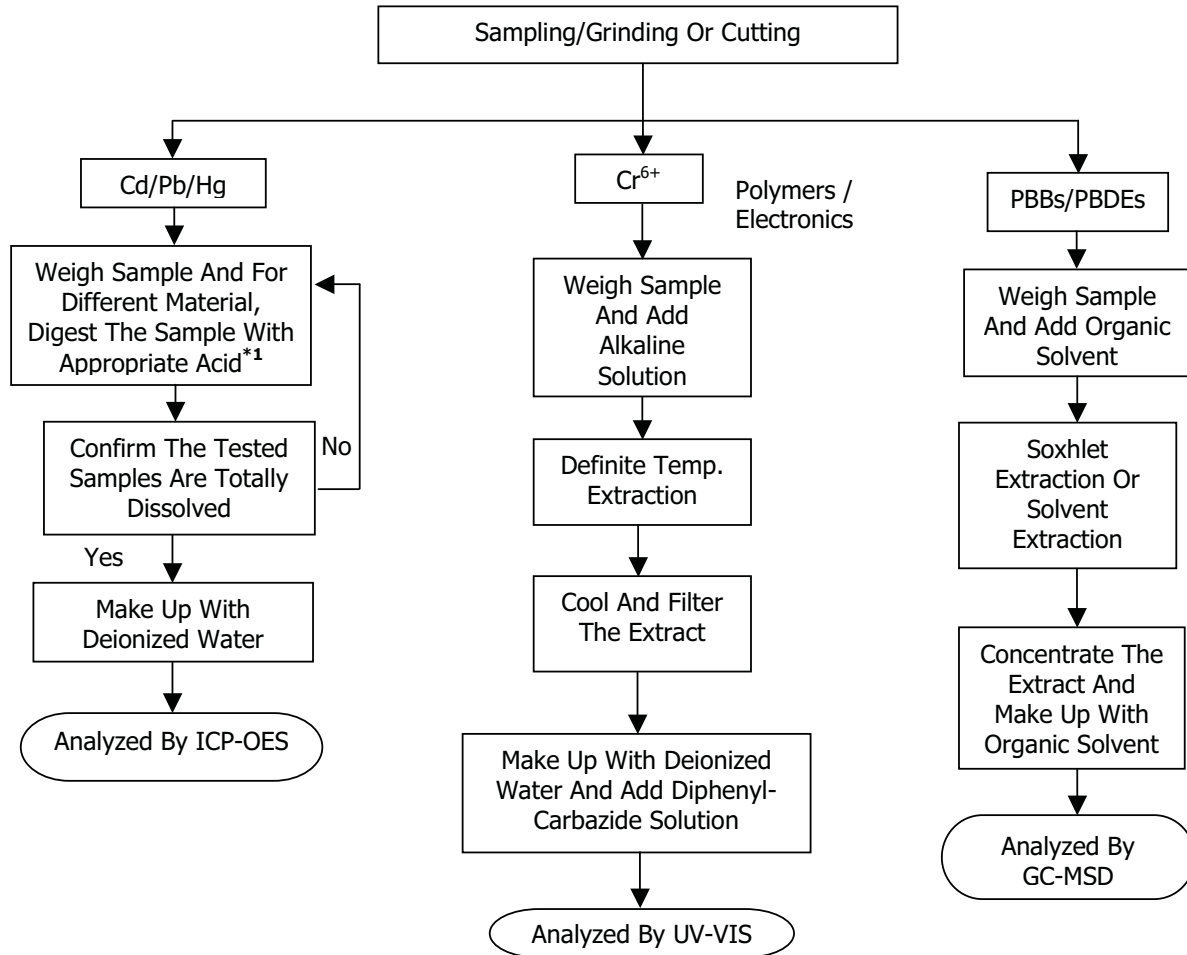 Sampling/Grinding Or Cutting
Cd/Pb/Hg
Weigh Sample And For
Different Material,
Digest The Sample With
Appropriate Acid*1
Confirm The Tested
Samples Are Totally
Dissolved
No
Yes
Make Up With
Deionized Water
Analyzed By ICP-OES
Cr6+
Polymers /
Electronics
Weigh Sample
And Add
Alkaline
Solution
Definite Temp.
Extraction
Cool And Filter
The Extract
Make Up With Deionized
Water And Add Diphenyl-
Carbazide Solution
Analyzed By UV-VIS
PBBs/PBDEs
Weigh Sample
And Add Organic
Solvent
Soxhlet
Extraction Or
Solvent
Extraction
Concentrate The
Extract And
Make Up With
Organic Solvent
Analyzed By
GC-MSD